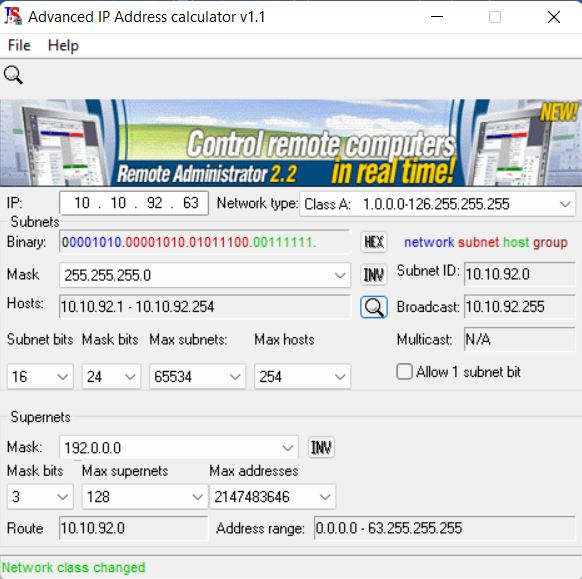 Advanced IP Address calculator v1.1
File Help
NEW!
Control remote computers
Remote Administrator 2.2 in real time!
IP: 10 . 10 . 92 . 63 Network type: Class A: 1.0.0.0-126.255.255.255
Subnets
Binary: 00001010.00001010.01011100.00111111. HEX network subnet host group
Mask 255.255.255.0 INV Subnet ID: 10.10.92.0
Hosts: 10.10.92.1 - 10.10.92.254 Broadcast: 10.10.92.255
Subnet bits Mask bits Max subnets: Max hosts Multicast: N/A
16 24 65534 254 Allow 1 subnet bit
Supernets
Mask: 192.0.0.0 INV
Mask bits Max supernets Max addresses
3 128 2147483646
Route 10.10.92.0 Address range: 0.0.0.0 - 63.255.255.255
Network class changed